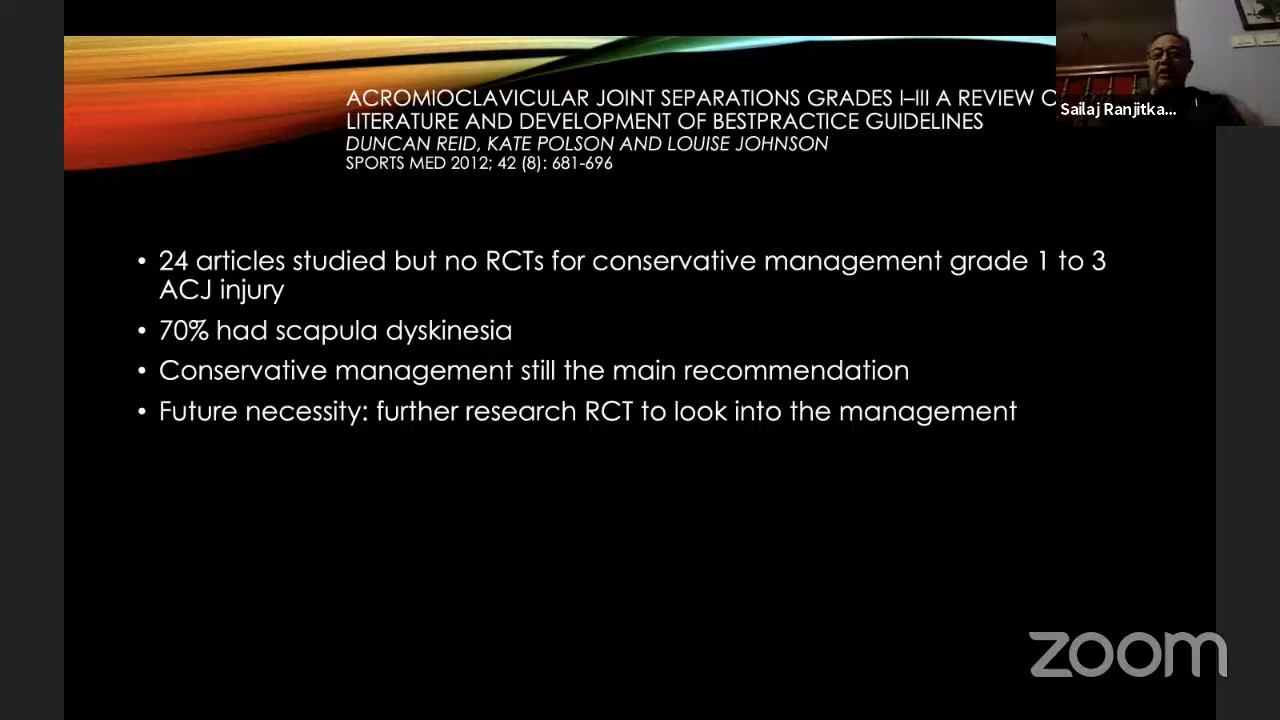 ACROMIOCLAVICULAR JOINT SEPARATIONS GRADES I–III A REVIEW
LITERATURE AND DEVELOPMENT OF BESTPRACTICE GUIDELINES
DUNCAN REID, KATE POLSON AND LOUISE JOHNSON
SPORTS MED 2012; 42 (8): 681-696
Sailaj Ranjitka...
• 24 articles studied but no RCTs for conservative management grade 1 to 3
ACJ injury
• 70% had scapula dyskinesia
• Conservative management still the main recommendation
• Future necessity: further research RCT to look into the management
zoom